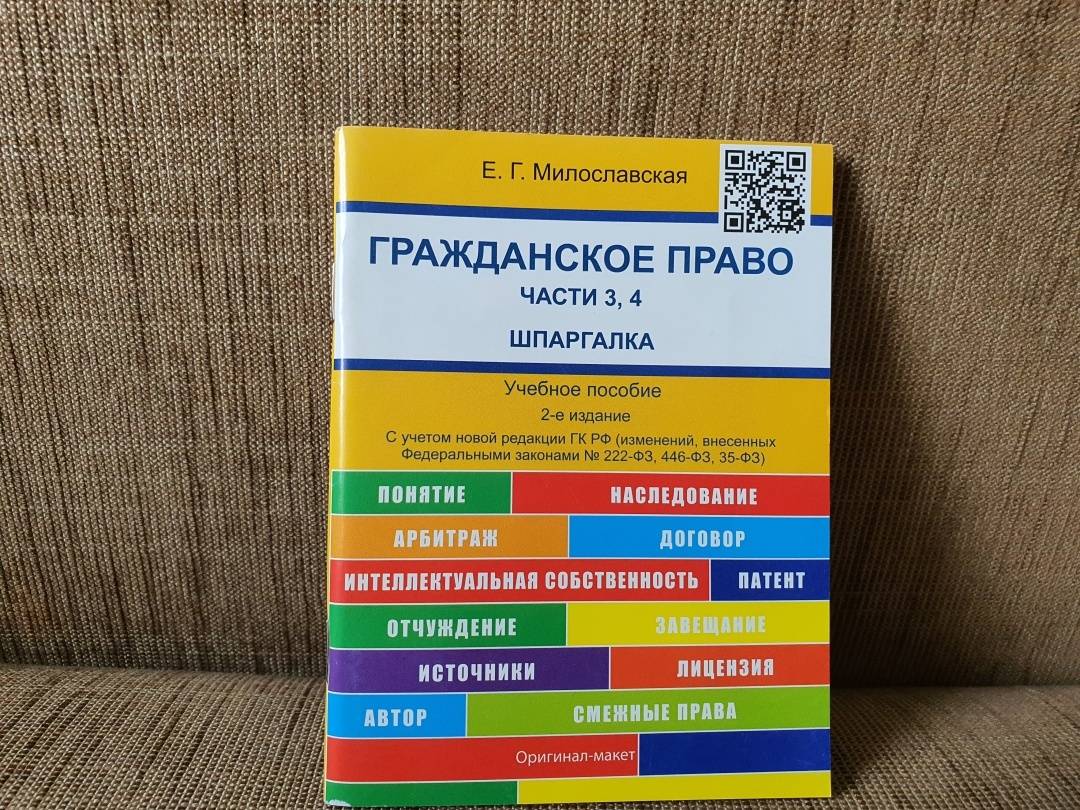 Е. Г. Милославская
ГРАЖДАНСКОЕ ПРАВО
ЧАСТИ 3, 4
ШПАРГАЛКА
Учебное пособие
2-е издание
С учетом новой редакции ГК РФ (изменений, внесенных
Федеральными законами № 222-ФЗ, 446-ФЗ, 35-ФЗ)
ПОНЯТИЕ НАСЛЕДОВАНИЕ
АРБИТРАЖ ДОГОВОР
ИНТЕЛЛЕКТУАЛЬНАЯ СОБСТВЕННОСТЬ ПАТЕНТ
ОТЧУЖДЕНИЕ ЗАВЕЩАНИЕ
ИСТОЧНИКИ ЛИЦЕНЗИЯ
АВТОР СМЕЖНЫЕ ПРАВА
Оригинал-макет